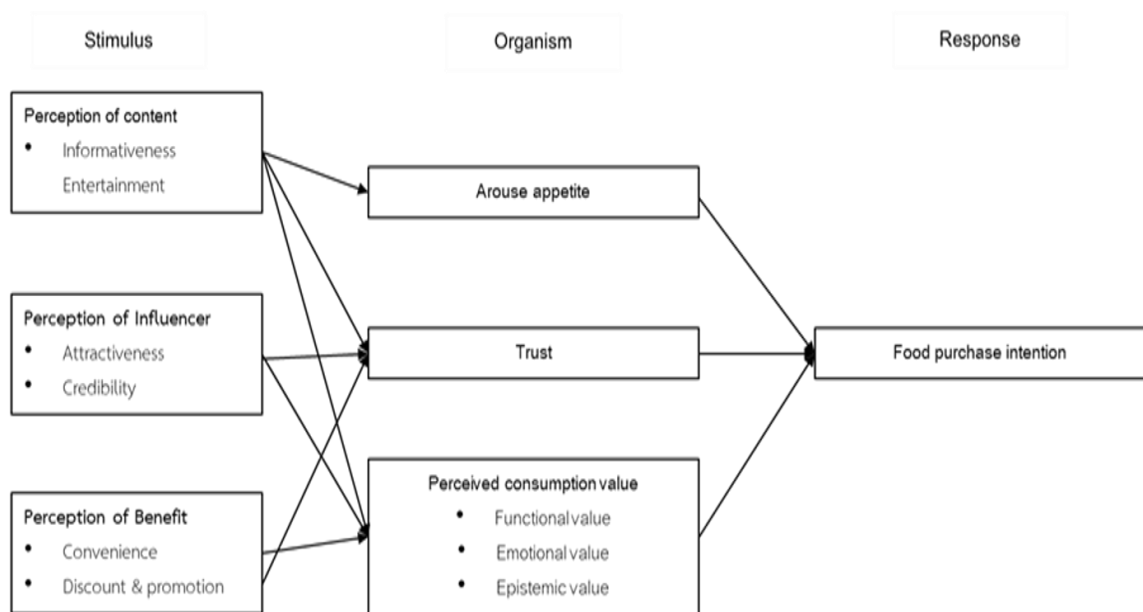 Stimulus
Organism
Response
Perception of content
• Informativeness
Entertainment
Arouse appetite
Perception of Influencer
• Attractiveness
• Credibility
Trust
Food purchase intention
Perception of Benefit
• Convenience
• Discount & promotion
Perceived consumption value
• Functional value
• Emotional value
• Epistemic value